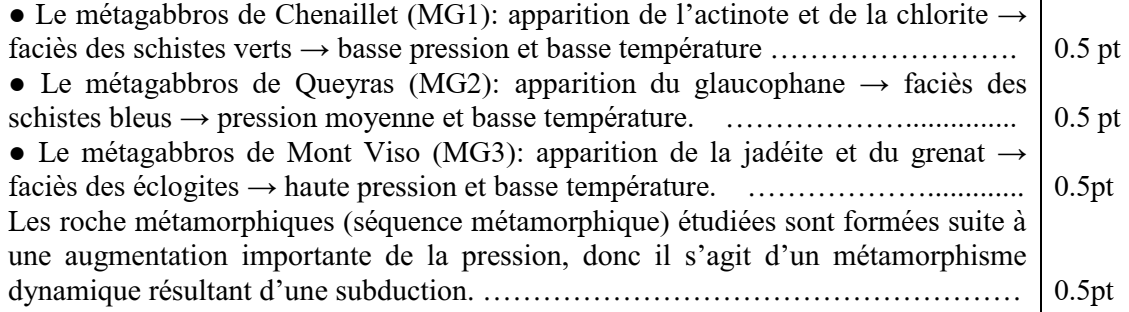 ● Le métagabbros de Chenaillet (MG1): apparition de l’actinote et de la chlorite →
faciès des schistes verts → basse pression et basse température ……………………. 0.5 pt
● Le métagabbros de Queyras (MG2): apparition du glaucophane → faciès des
schistes bleus → pression moyenne et basse température. ………………............... 0.5 pt
● Le métagabbros de Mont Viso (MG3): apparition de la jadéite et du grenat →
faciès des éclogites → haute pression et basse température. ………………............. 0.5pt
Les roche métamorphiques (séquence métamorphique) étudiées sont formées suite à
une augmentation importante de la pression, donc il s’agit d’un métamorphisme
dynamique résultant d’une subduction. ……………………………………………… 0.5pt